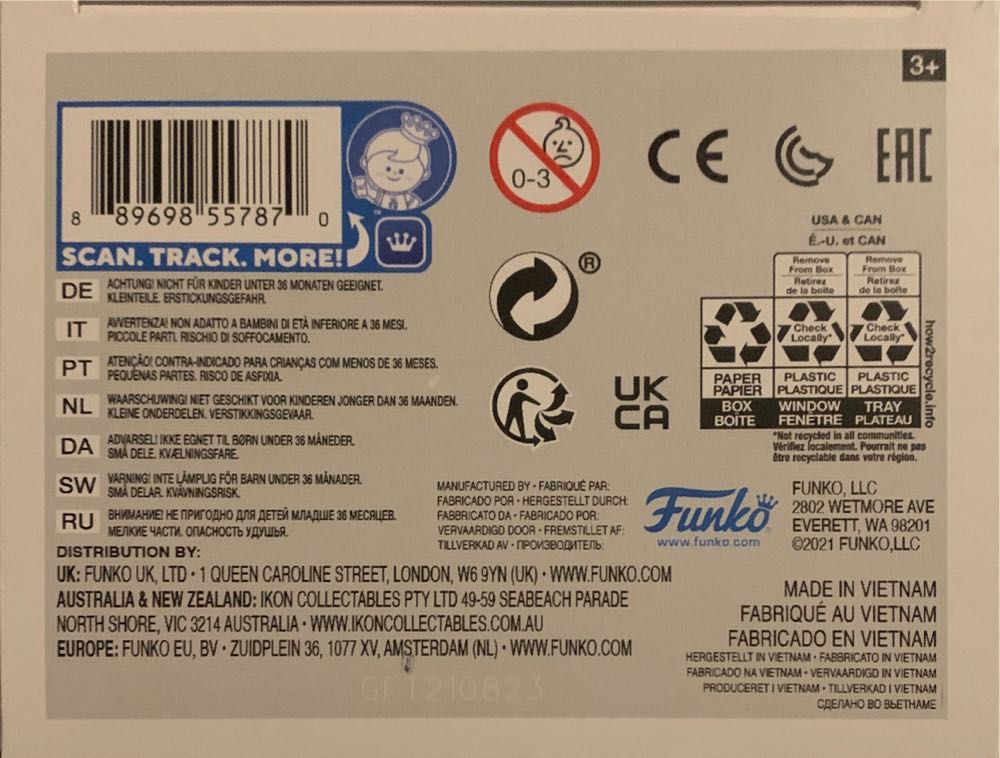 3+
8 89698 55787 0
SCAN. TRACK. MORE!
™
0-3
CE
EAC
®
UK
CA
USA & CAN
É.-U. et CAN
Remove From Box
Retirez de la boîte
Remove From Box
Retirez de la boîte
Check Locally*
Check Locally*
PAPER
PAPIER
PLASTIC
PLASTIQUE
PLASTIC
PLASTIQUE
BOX
BOÎTE
WINDOW
FENÊTRE
TRAY
PLATEAU
how2recycle.info
*Not recycled in all communities.
Vérifiez localement. Pourrait ne pas
être recyclable dans votre région.
DE ACHTUNG! NICHT FÜR KINDER UNTER 36 MONATEN GEEIGNET.
KLEINTEILE. ERSTICKUNGSGEFAHR.
IT AVVERTENZA! NON ADATTO A BAMBINI DI ETÀ INFERIORE A 36 MESI.
PICCOLE PARTI. RISCHIO DI SOFFOCAMENTO.
PT ATENÇÃO! CONTRA-INDICADO PARA CRIANÇAS COM MENOS DE 36 MESES.
PEQUENAS PARTES. RISCO DE ASFIXIA.
NL WAARSCHUWING! NIET GESCHIKT VOOR KINDEREN JONGER DAN 36 MAANDEN.
KLEINE ONDERDELEN. VERSTIKKINGSGEVAAR.
DA ADVARSEL! IKKE EGNET TIL BØRN UNDER 36 MÅNEDER.
SMÅ DELE. KVÆLNINGSFARE.
SW VARNING! INTE LÄMPLIG FÖR BARN UNDER 36 MÅNADER.
SMÅ DELAR. KVÄVNINGSRISK.
RU ВНИМАНИЕ! НЕ ПРИГОДНО ДЛЯ ДЕТЕЙ МЛАДШЕ 36 МЕСЯЦЕВ.
МЕЛКИЕ ЧАСТИ. ОПАСНОСТЬ УДУШЬЯ.
MANUFACTURED BY • FABRIQUÉ PAR:
FABRICADO POR • HERGESTELLT DURCH:
FABBRICATO DA • FABRICADO POR:
VERVAARDIGD DOOR • FREMSTILLET AF:
TILLVERKAD AV • ПРОИЗВОДИТЕЛЬ:
Funko
www.funko.com
FUNKO, LLC
2802 WETMORE AVE
EVERETT, WA 98201
©2021 FUNKO,LLC
DISTRIBUTION BY:
UK: FUNKO UK, LTD • 1 QUEEN CAROLINE STREET, LONDON, W6 9YN (UK) • WWW.FUNKO.COM
AUSTRALIA & NEW ZEALAND: IKON COLLECTABLES PTY LTD 49-59 SEABEACH PARADE
NORTH SHORE, VIC 3214 AUSTRALIA • WWW.IKONCOLLECTABLES.COM.AU
EUROPE: FUNKO EU, BV • ZUIDPLEIN 36, 1077 XV, AMSTERDAM (NL) • WWW.FUNKO.COM
MADE IN VIETNAM
FABRIQUÉ AU VIETNAM
FABRICADO EN VIETNAM
HERGESTELLT IN VIETNAM • FABBRICATO IN VIETNAM
FABRICADO NA VIETNAM • VERVAARDIGD IN VIETNAM
PRODUCERET I VIETNAM • TILLVERKAD I VIETNAM
СДЕЛАНО ВО ВЬЕТНАМЕ
GFT210823